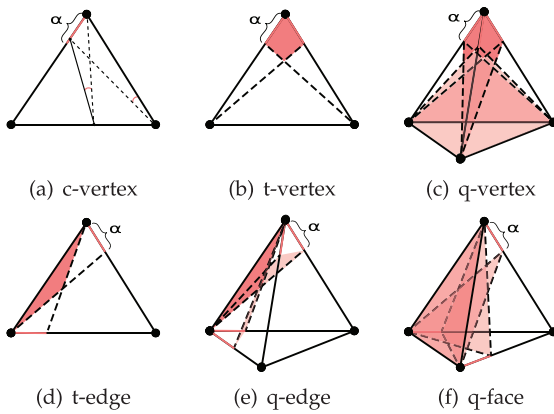 α α α
(a) c-vertex (b) t-vertex (c) q-vertex
α α α
(d) t-edge (e) q-edge (f) q-face